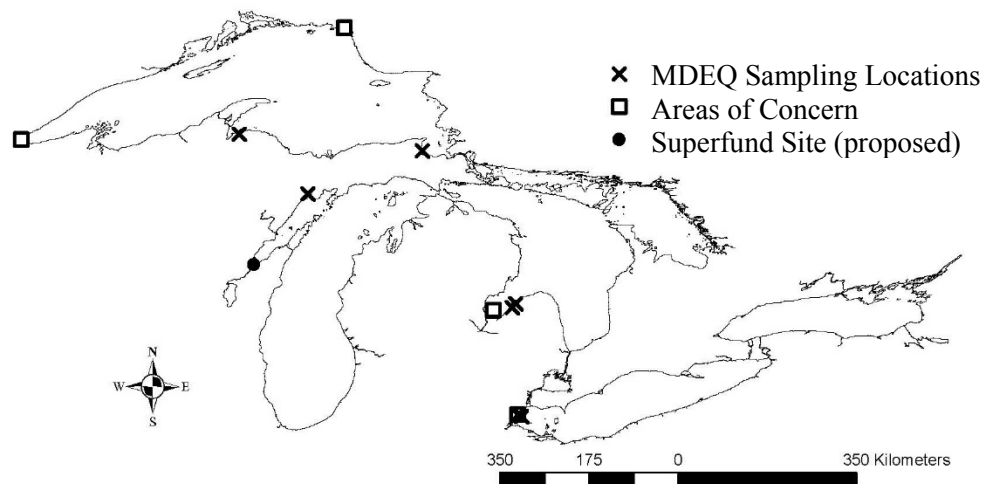 MDEQ Sampling Locations
Areas of Concern
Superfund Site (proposed)
N
W E
S
350 175 0 350 Kilometers